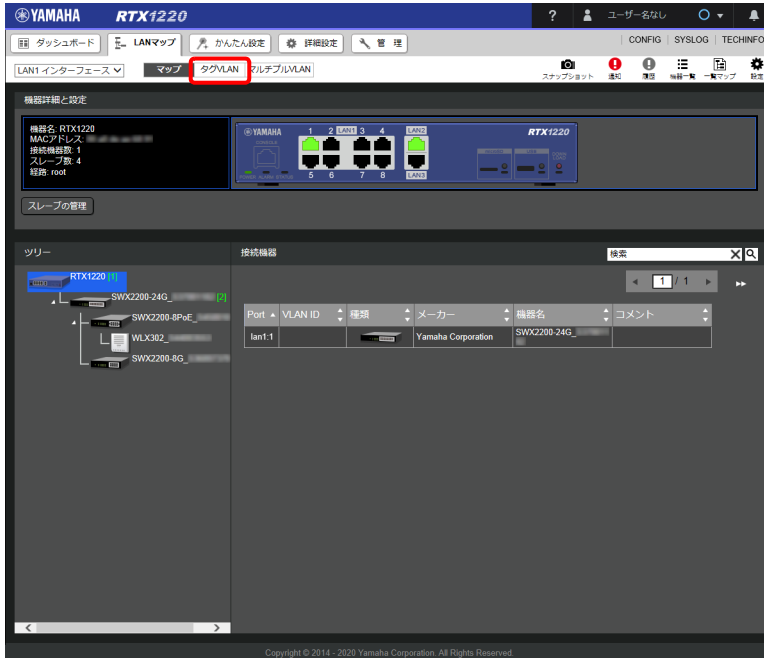 YAMAHA RTX1220 ? ユーザーなし
ダッシュボード LANマップ かんたん設定 詳細設定 管 理 CONFIG SYSLOG TECHINFO
LAN1 インターフェース マップ タグVLAN マルチプルVLAN スナップショット 通知 履歴 機器一覧 一覧マップ 設定
機器詳細と設定
機器名: RTX1220
MACアドレス:
接続機器数: 1
スレーブ数: 4
経路: root
YAMAHA 1 2 LAN1 3 4 LAN2 RTX1220
CONSOLE
POWER ALARM STATUS 5 6 7 8 LAN3
スレーブの管理
ツリー
RTX1220 [1]
SWX2200-24G_ [2]
SWX2200-8PoE_
WLX302_
SWX2200-8G_
接続機器 検索
1 / 1
Port VLAN ID 種類 メーカー 機器名 コメント
lan1:1 Yamaha Corporation SWX2200-24G_
Copyright © 2014 - 2020 Yamaha Corporation. All Rights Reserved.